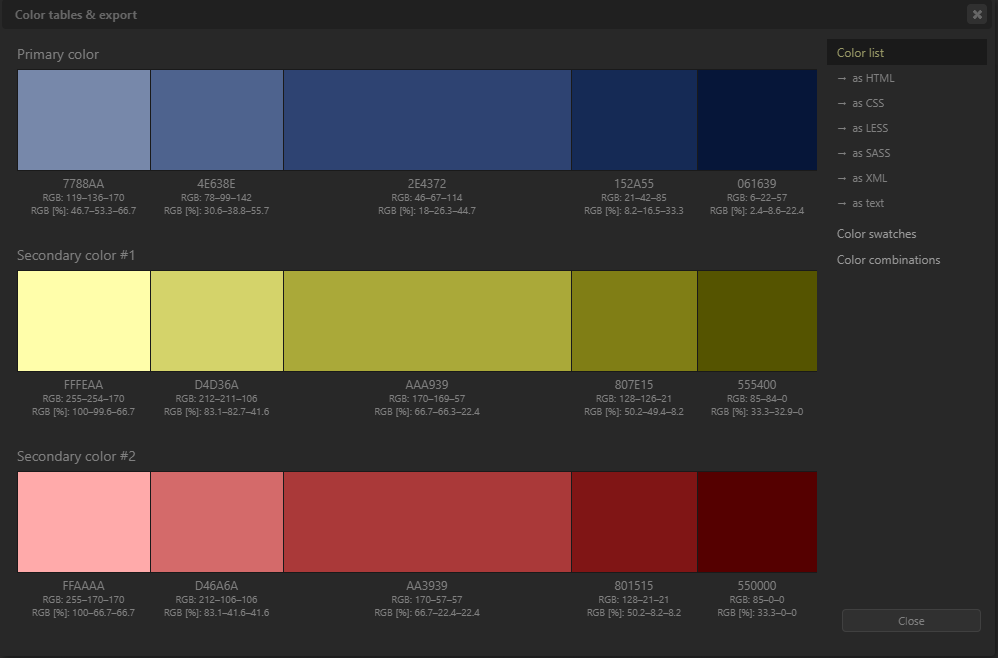 Color tables & export
Primary color
7788AA 4E638E 2E4372 152A55 061639
RGB: 119–136–170 RGB: 78–99–142 RGB: 46–67–114 RGB: 21–42–85 RGB: 6–22–57
RGB [%]: 46.7–53.3–66.7 RGB [%]: 30.6–38.8–55.7 RGB [%]: 18–26.3–44.7 RGB [%]: 8.2–16.5–33.3 RGB [%]: 2.4–8.6–22.4
Secondary color #1
FFFEAA D4D36A AAA939 807E15 555400
RGB: 255–254–170 RGB: 212–211–106 RGB: 170–169–57 RGB: 128–126–21 RGB: 85–84–0
RGB [%]: 100–99.6–66.7 RGB [%]: 83.1–82.7–41.6 RGB [%]: 66.7–66.3–22.4 RGB [%]: 50.2–49.4–8.2 RGB [%]: 33.3–32.9–0
Secondary color #2
FFAAAA D46A6A AA3939 801515 550000
RGB: 255–170–170 RGB: 212–106–106 RGB: 170–57–57 RGB: 128–21–21 RGB: 85–0–0
RGB [%]: 100–66.7–66.7 RGB [%]: 83.1–41.6–41.6 RGB [%]: 66.7–22.4–22.4 RGB [%]: 50.2–8.2–8.2 RGB [%]: 33.3–0–0
Color list
→ as HTML
→ as CSS
→ as LESS
→ as SASS
→ as XML
→ as text
Color swatches
Color combinations
Close